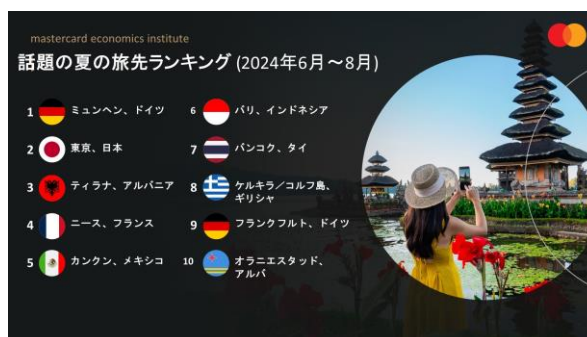 mastercard economics institute
話題の夏の旅先ランキング (2024年6月～8月)
1 ミュンヘン、ドイツ
2 東京、日本
3 ティラナ、アルバニア
4 ニース、フランス
5 カンクン、メキシコ
6 バリ、インドネシア
7 バンコク、タイ
8 ケルキラ／コルフ島、
ギリシャ
9 フランクフルト、ドイツ
10 オラニエスタッド、
アルバ